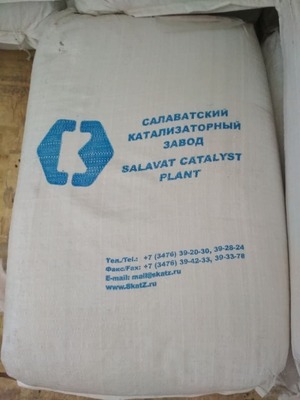 САЛАВАТСКИЙ
КАТАЛИЗАТОРНЫЙ
ЗАВОД
SALAVAT CATALYST
PLANT
Тел./Tel.: +7 (3476) 39-20-30, 39-28-24
Факс/Fax: +7 (3476) 39-42-33, 39-33-78
E-mail: mail@skatz.ru
www.SkatZ.ru